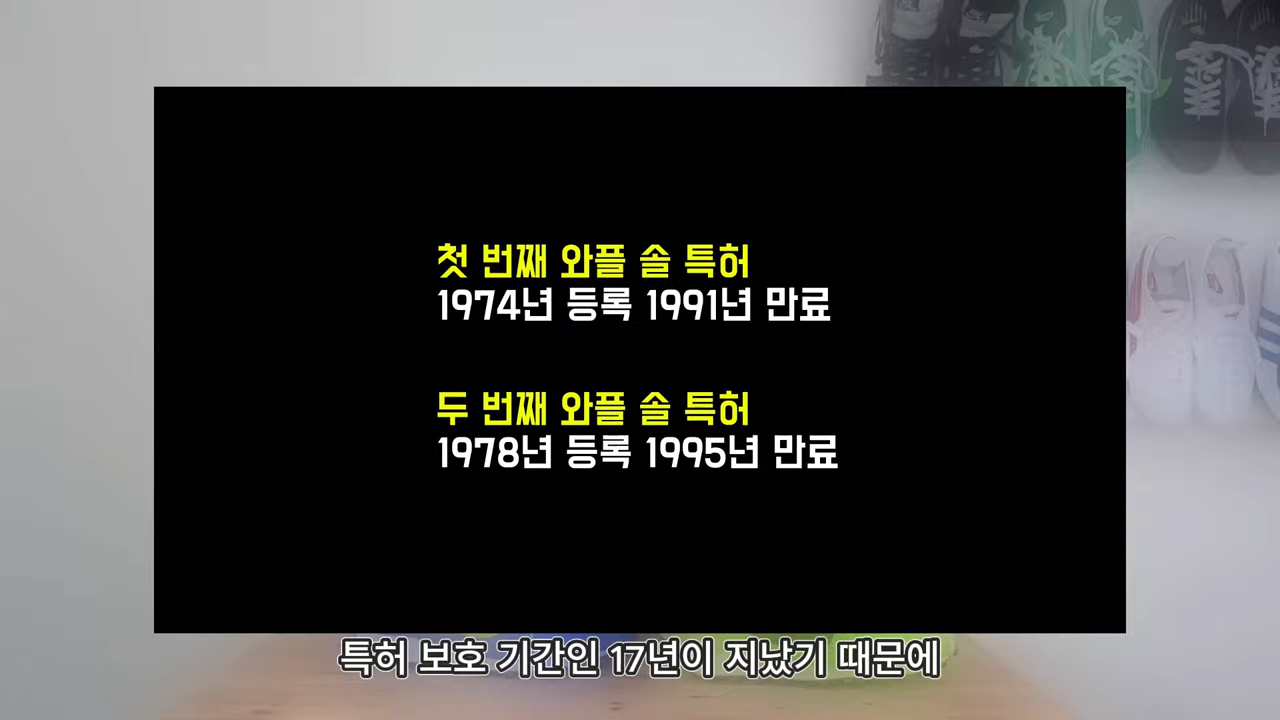 첫 번째 와플 솔 특허
1974년 등록 1991년 만료
두 번째 와플 솔 특허
1978년 등록 1995년 만료
특허 보호 기간인 17년이 지났기 때문에